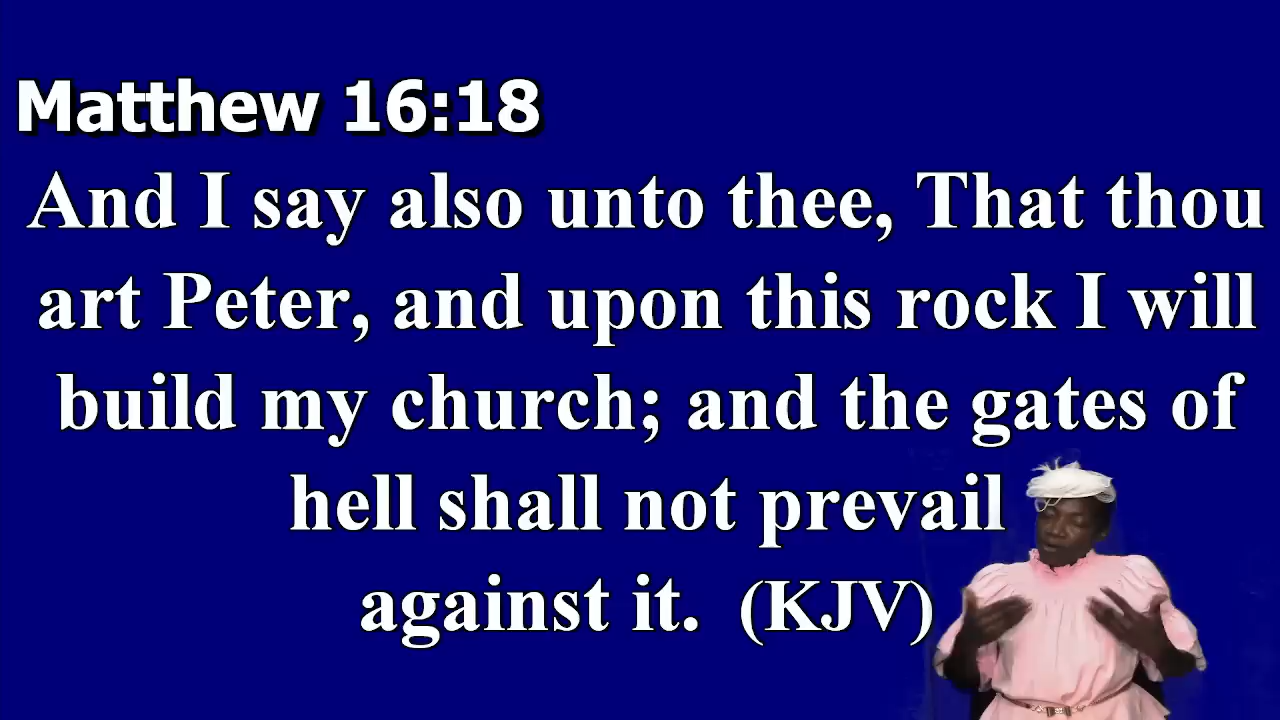 Matthew 16:18
And I say also unto thee, That thou
art Peter, and upon this rock I will
build my church; and the gates of
hell shall not prevail
against it. (KJV)